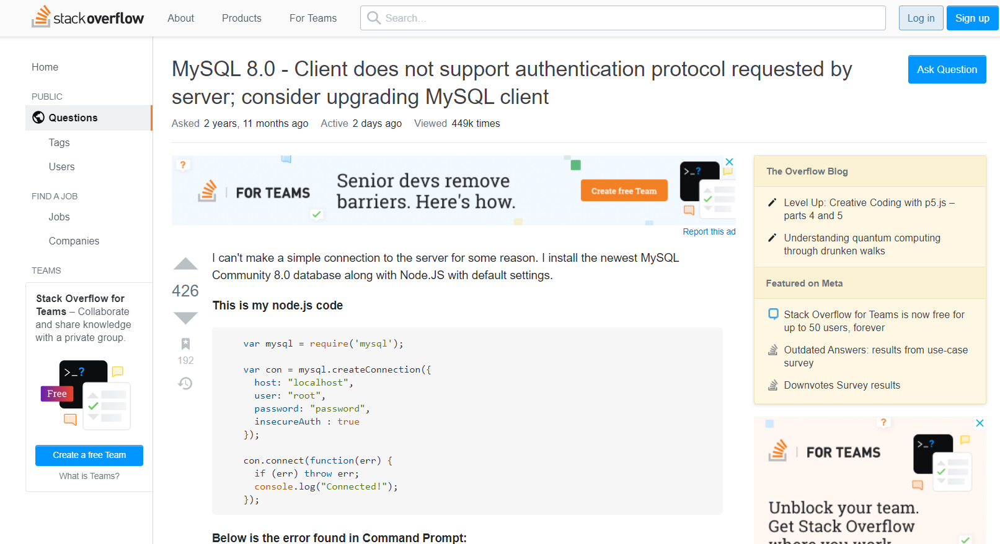 stackoverflow
About
Products
For Teams
Search...
Log in
Sign up
Home
PUBLIC
Questions
Tags
Users
FIND A JOB
Jobs
Companies
TEAMS
Stack Overflow for
Teams – Collaborate
and share knowledge
with a private group.
>_?
Free
Create a free Team
What is Teams?
MySQL 8.0 - Client does not support authentication protocol requested by
server; consider upgrading MySQL client
Ask Question
Asked 2 years, 11 months ago Active 2 days ago Viewed 449k times
?
FOR TEAMS
Senior devs remove
barriers. Here's how.
Create free Team
>_?
Report this ad
426
192
I can't make a simple connection to the server for some reason. I install the newest MySQL
Community 8.0 database along with Node.JS with default settings.
This is my node.js code
var mysql = require('mysql');
var con = mysql.createConnection({
host: "localhost",
user: "root",
password: "password",
insecureAuth : true
});
con.connect(function(err) {
if (err) throw err;
console.log("Connected!");
});
Below is the error found in Command Prompt:
The Overflow Blog
Level Up: Creative Coding with p5.js –
parts 4 and 5
Understanding quantum computing
through drunken walks
Featured on Meta
Stack Overflow for Teams is now free for
up to 50 users, forever
Outdated Answers: results from use-case
survey
Downvotes Survey results
?
FOR TEAMS
>_?
Unblock your team.
Get Stack Overflow
where you work